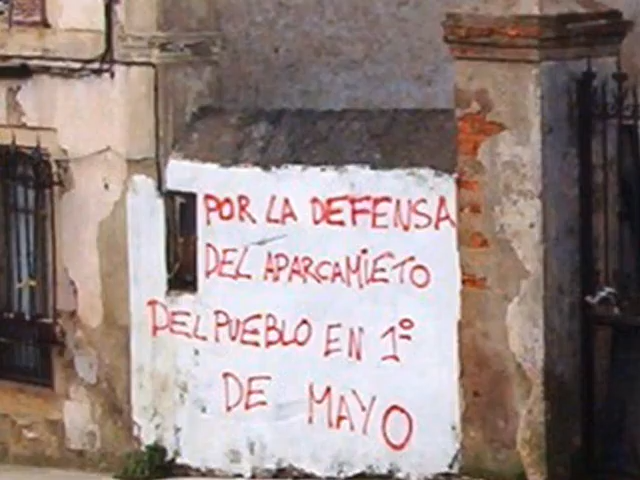 POR LA DEFENSA
DEL APARCAMIETO
DEL PUEBLO EN 1º
DE MAYO